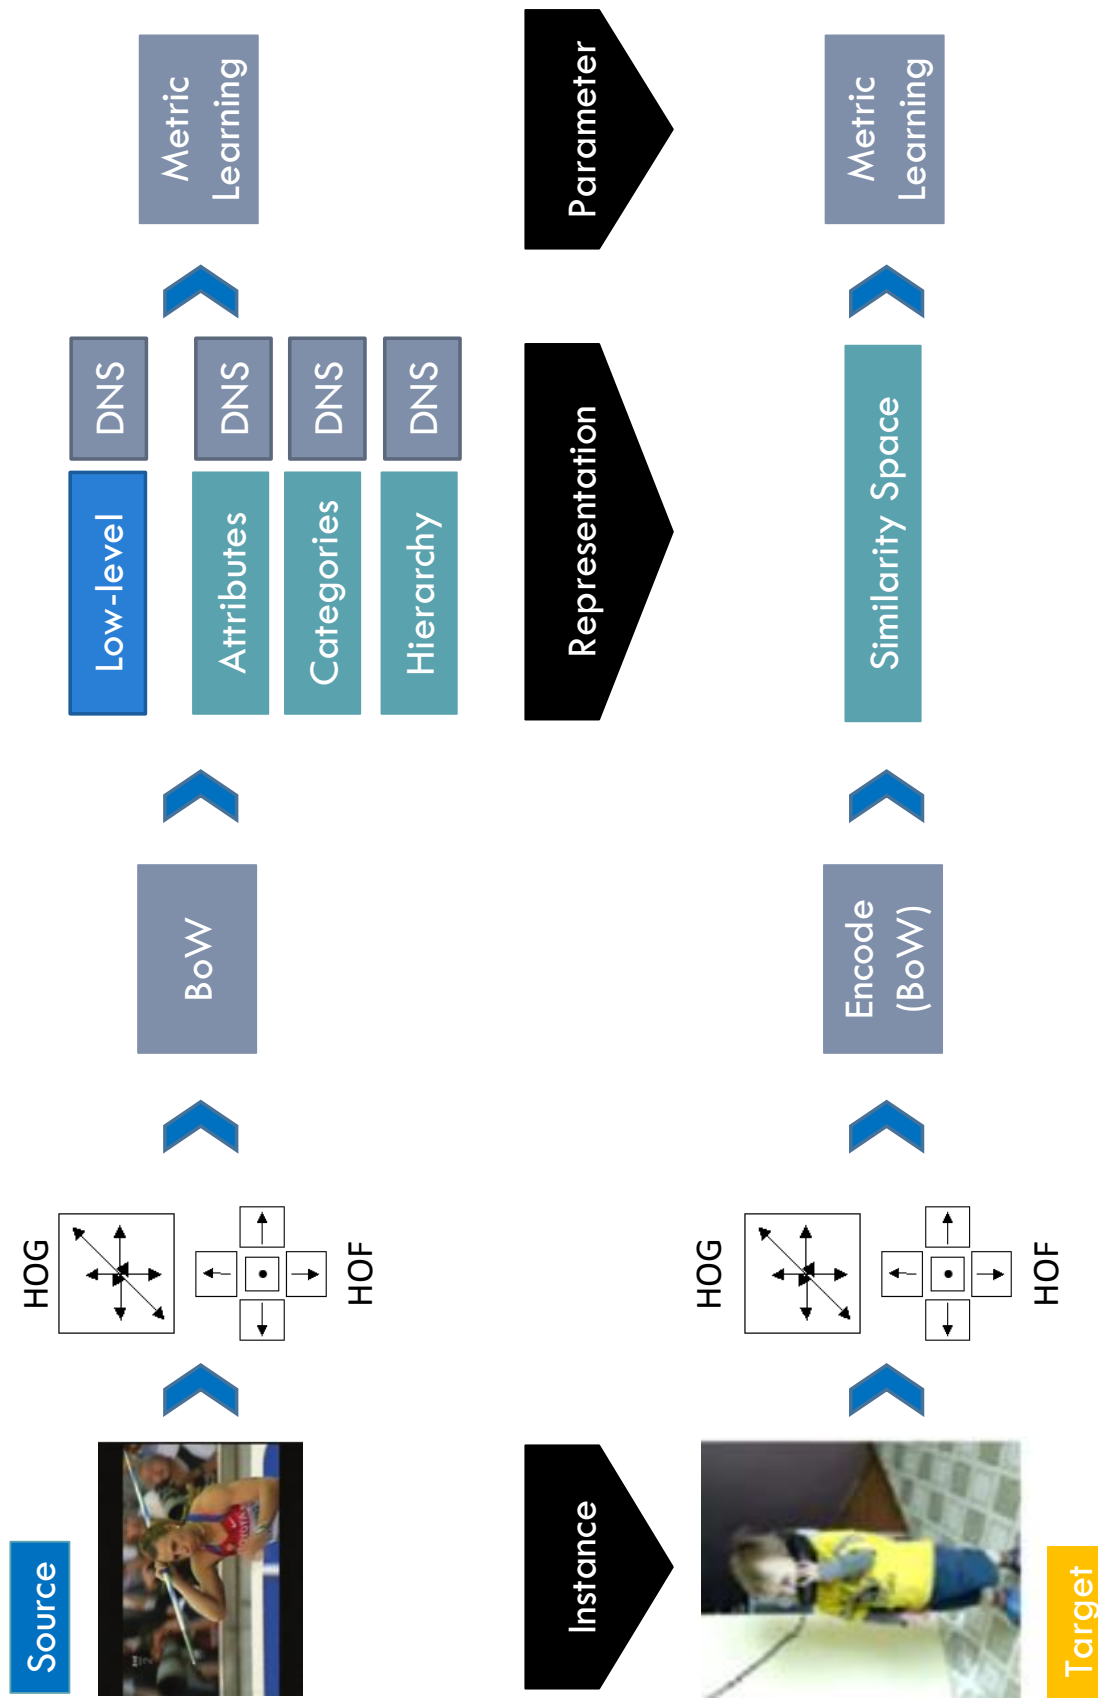 Source
HOG
HOF
BoW
Low-level
DNS
Attributes
DNS
Categories
DNS
Hierarchy
DNS
Metric
Learning
Instance
Representation
Parameter
Target
HOG
HOF
Encode
(BoW)
Similarity Space
Metric
Learning
TOYOTA